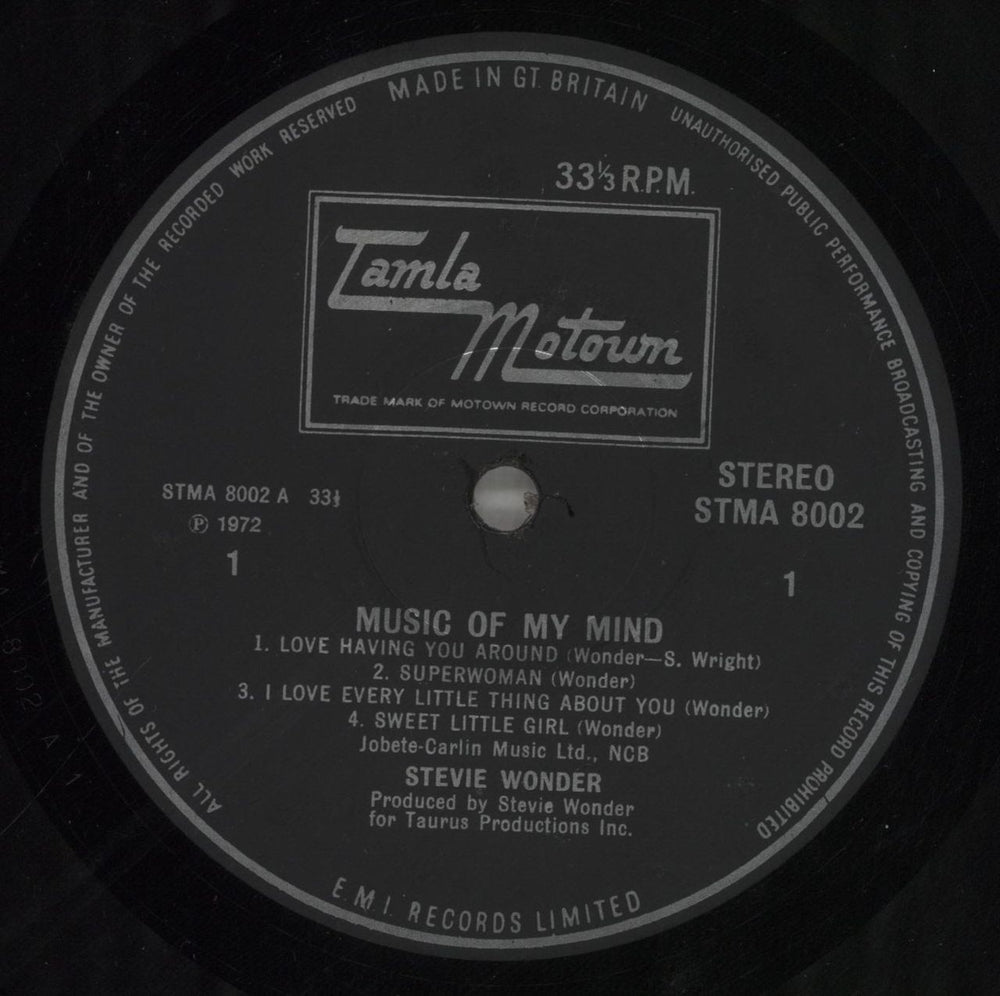 MADE IN GT. BRITAIN
UNAUTHORISED PUBLIC PERFORMANCE BROADCASTING AND COPYING OF THIS RECORD PROHIBITED
ALL RIGHTS OF THE MANUFACTURER AND OF THE OWNER OF THE RECORDED WORK RESERVED
33⅓ R.P.M.
Tamla
Motown
TRADE MARK OF MOTOWN RECORD CORPORATION
STEREO
STMA 8002
1
STMA 8002 A 33⅓
℗ 1972
1
MUSIC OF MY MIND
1. LOVE HAVING YOU AROUND (Wonder—S. Wright)
2. SUPERWOMAN (Wonder)
3. I LOVE EVERY LITTLE THING ABOUT YOU (Wonder)
4. SWEET LITTLE GIRL (Wonder)
Jobete-Carlin Music Ltd., NCB
STEVIE WONDER
Produced by Stevie Wonder
for Taurus Productions Inc.
E.M.I. RECORDS LIMITED